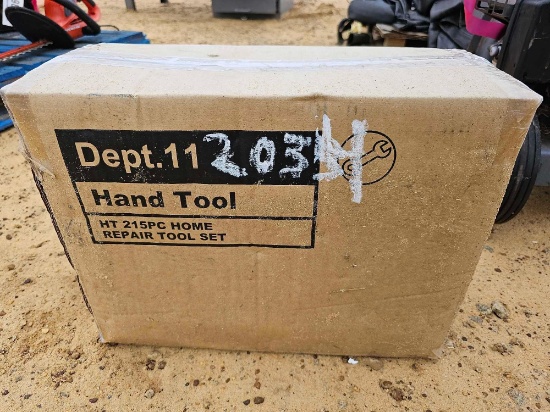 Dept.11 2034
Hand Tool
HT 215PC HOME
REPAIR TOOL SET